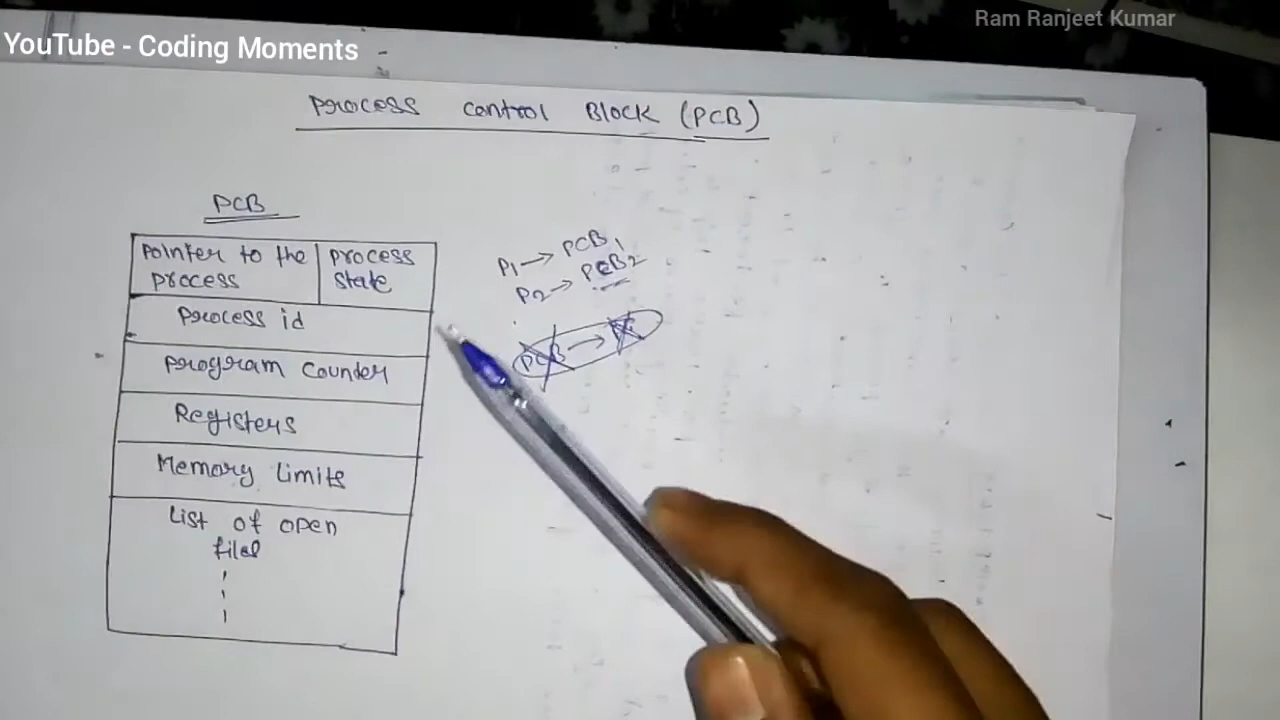 Ram Ranjeet Kumar
YouTube - Coding Moments
Process Control Block (PCB)
PCB
Pointer to the process
Process State
Process id
Program Counter
Registers
Memory Limits
List of open
files
P1 → PCB1
P2 → PCB2